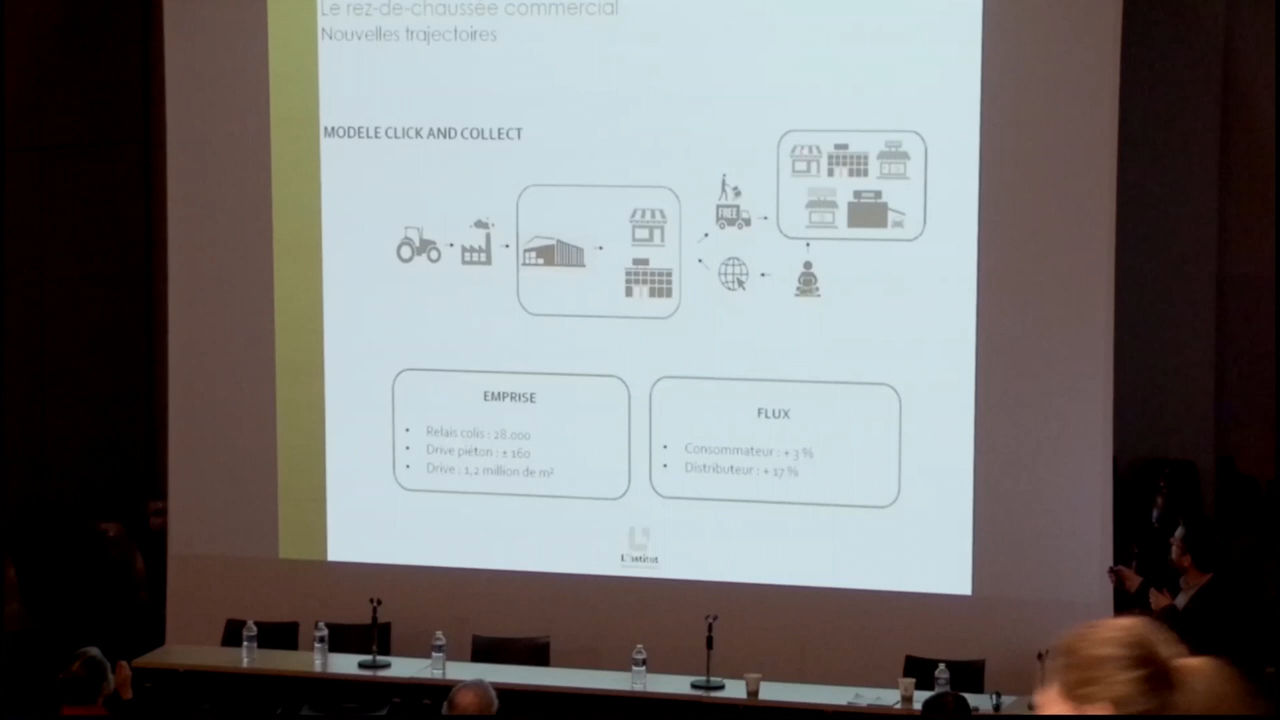 Le rez-de-chaussée commercial
Nouvelles trajectoires
MODELE CLICK AND COLLECT
FREE
EMPRISE
• Relais colis : 28.000
• Drive piéton : ± 160
• Drive : 1,2 million de m²
FLUX
• Consommateur : + 3 %
• Distributeur : + 17 %
L'institut